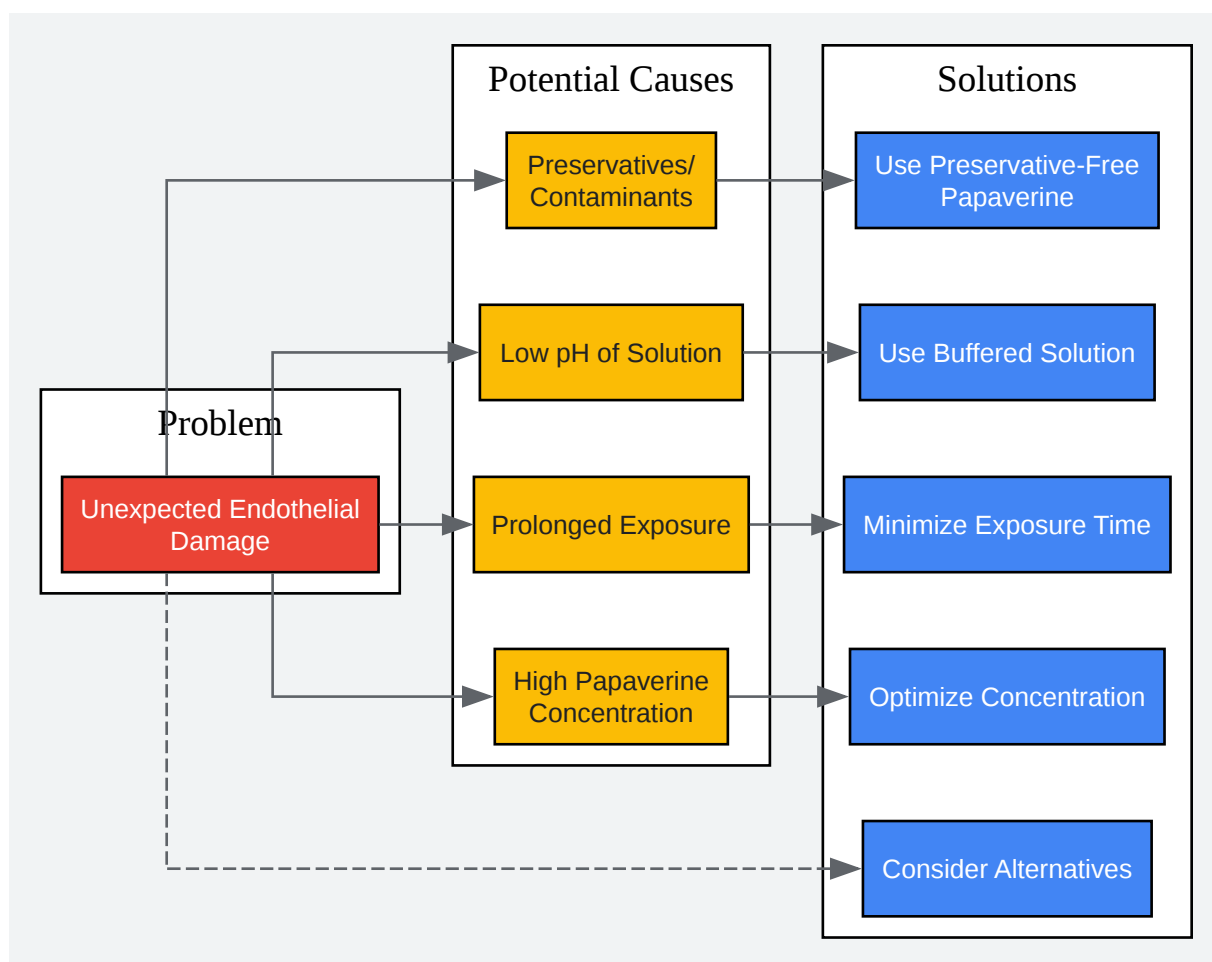 Potential Causes
Solutions
Preservatives/
Contaminants
Use Preservative-Free
Papaverine
Low pH of Solution
Use Buffered Solution
Problem
Unexpected Endothelial
Damage
Prolonged Exposure
Minimize Exposure Time
High Papaverine
Concentration
Optimize Concentration
Consider Alternatives